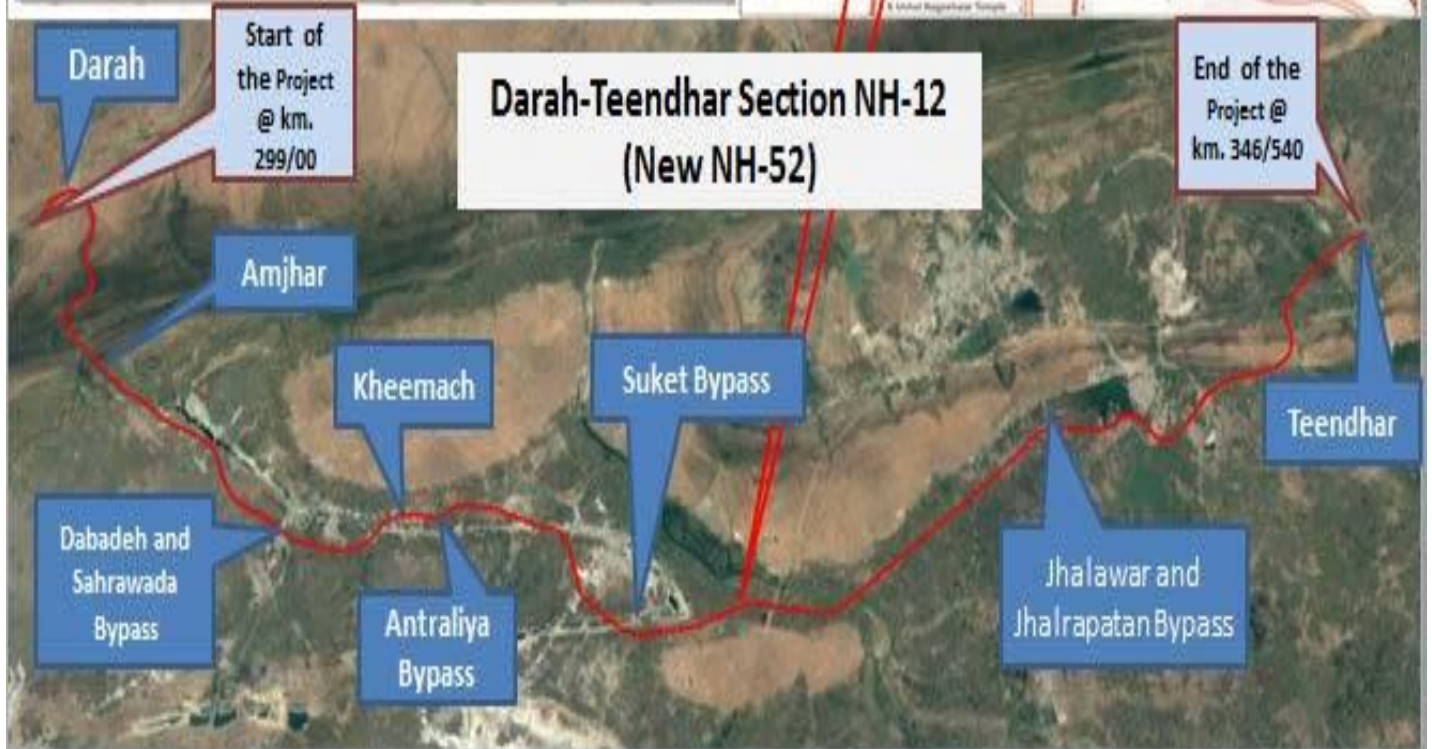 Darah
Start of
the Project
@ km.
299/00
Darah-Teendhar Section NH-12
(New NH-52)
End of the
Project @
km. 346/540
Amjhar
Kheemach
Suket Bypass
Teendhar
Dabadeh and
Sahrawada
Bypass
Antraliya
Bypass
Jhalawar and
Jhalrapatan Bypass